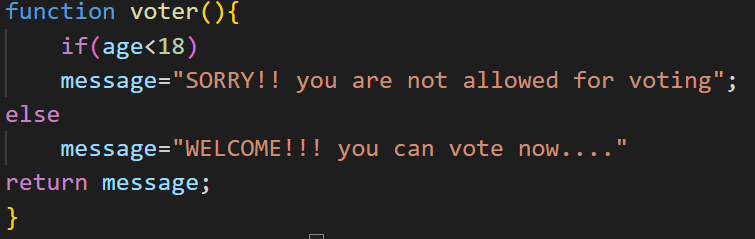 function voter(){
    if(age<18)
    message="SORRY!! you are not allowed for voting";
else
    message="WELCOME!!! you can vote now...."
return message;
}